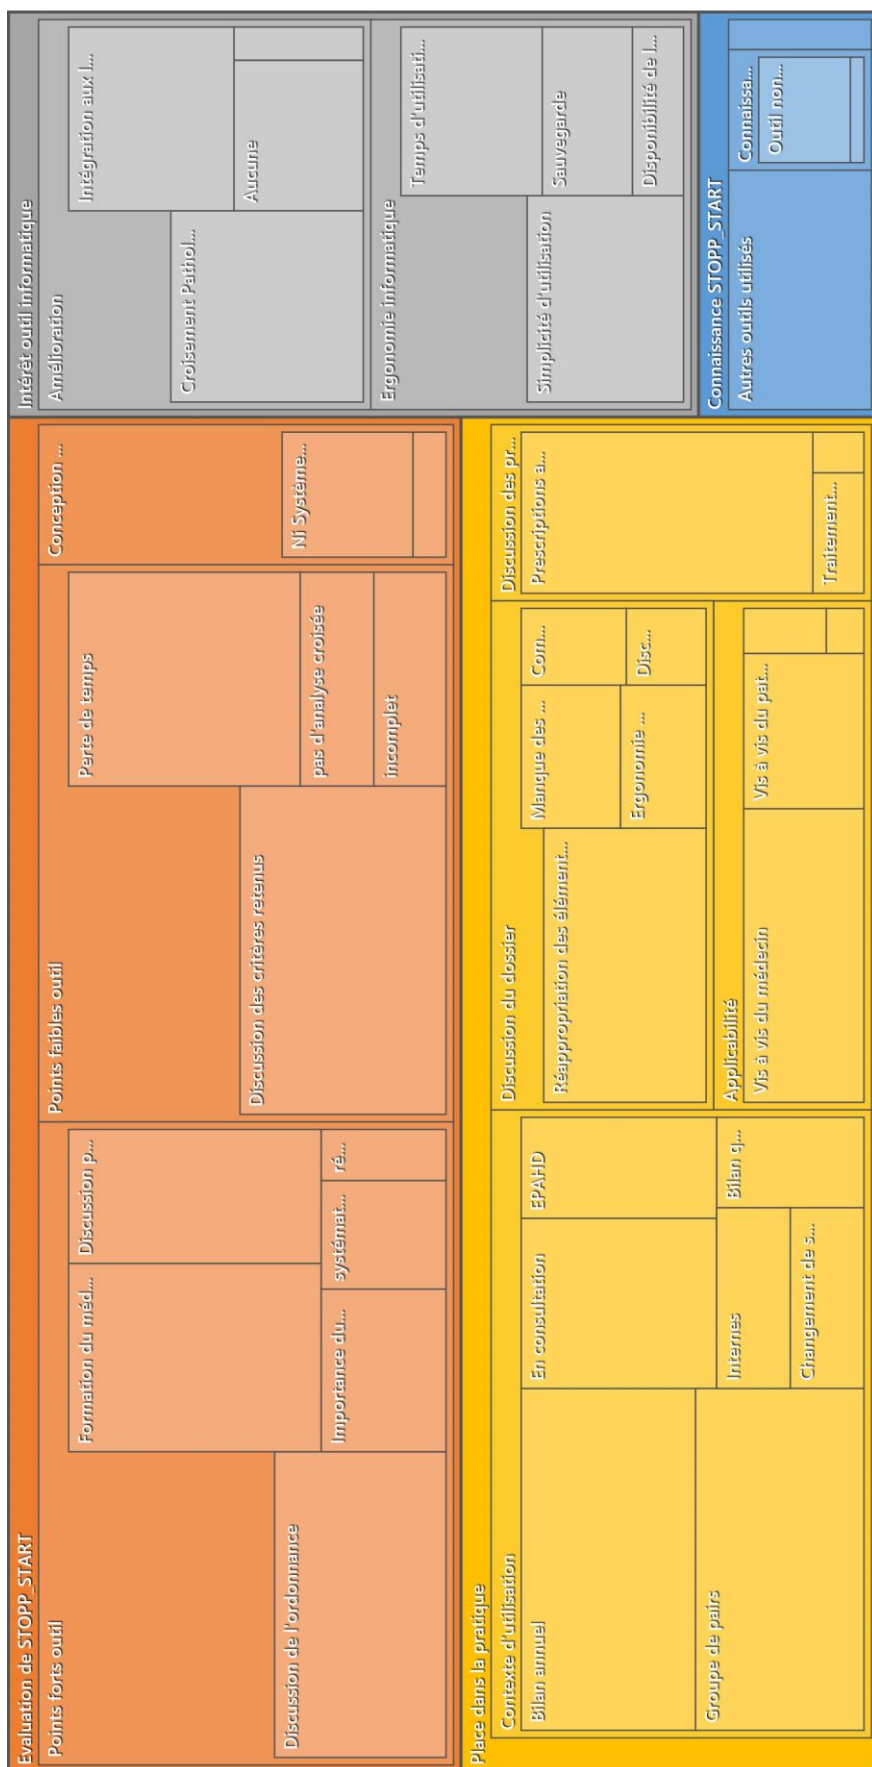 Evaluation de STOPP_START
Points forts outil
Discussion de l'ordonnance
Formation du méd...
Discussion p...
Importance du...
systémat...
ré...
Points faibles outil
Discussion des critères retenus
Perte de temps
pas d'analyse croisée
incomplet
Conception ...
Ni Système...
Place dans la pratique
Contexte d'utilisation
Bilan annuel
Groupe de pairs
En consultation
EPAHD
Internes
Changement de s...
Bilan g...
Discussion du dossier
Réappropriation des élément...
Manque des ...
Com...
Ergonomie ...
Disc...
Applicabilité
Vis à vis du médecin
Vis à vis du pat...
Discussion des pr...
Prescriptions a...
Traitement...
Intérêt outil informatique
Amélioration
Croisement Pathol...
Intégration aux l...
Aucune
Ergonomie informatique
Simplicité d'utilisation
Temps d'utilisati...
Sauvegarde
Disponibilité de l...
Connaissance STOPP_START
Autres outils utilisés
Connaissa...
Outil non...